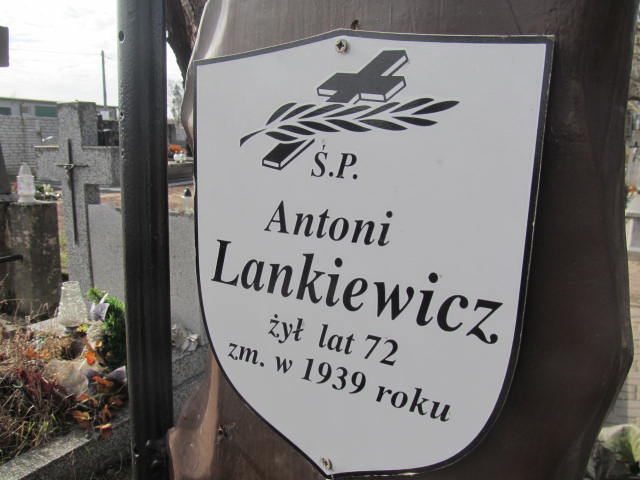 Ś.P.
Antoni
Lankiewicz
żył lat 72
zm. w 1939 roku